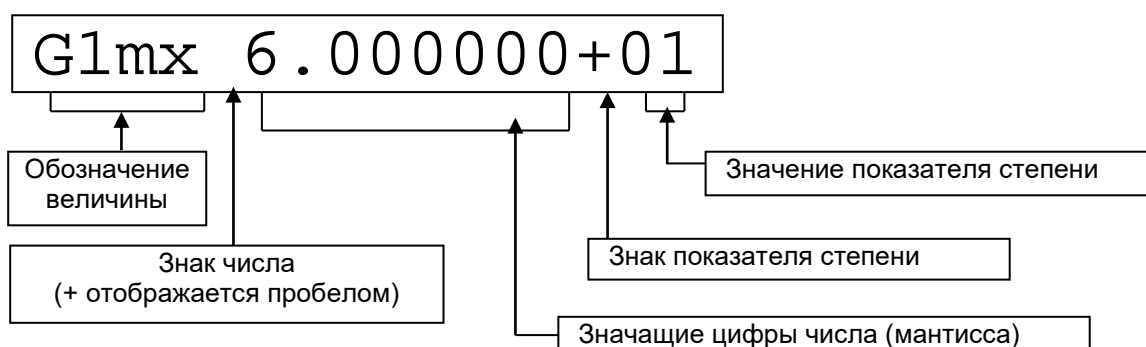 G1mx 6.000000+01
Обозначение
величины
Значение показателя степени
Знак числа
(+ отображается пробелом)
Знак показателя степени
Значащие цифры числа (мантисса)